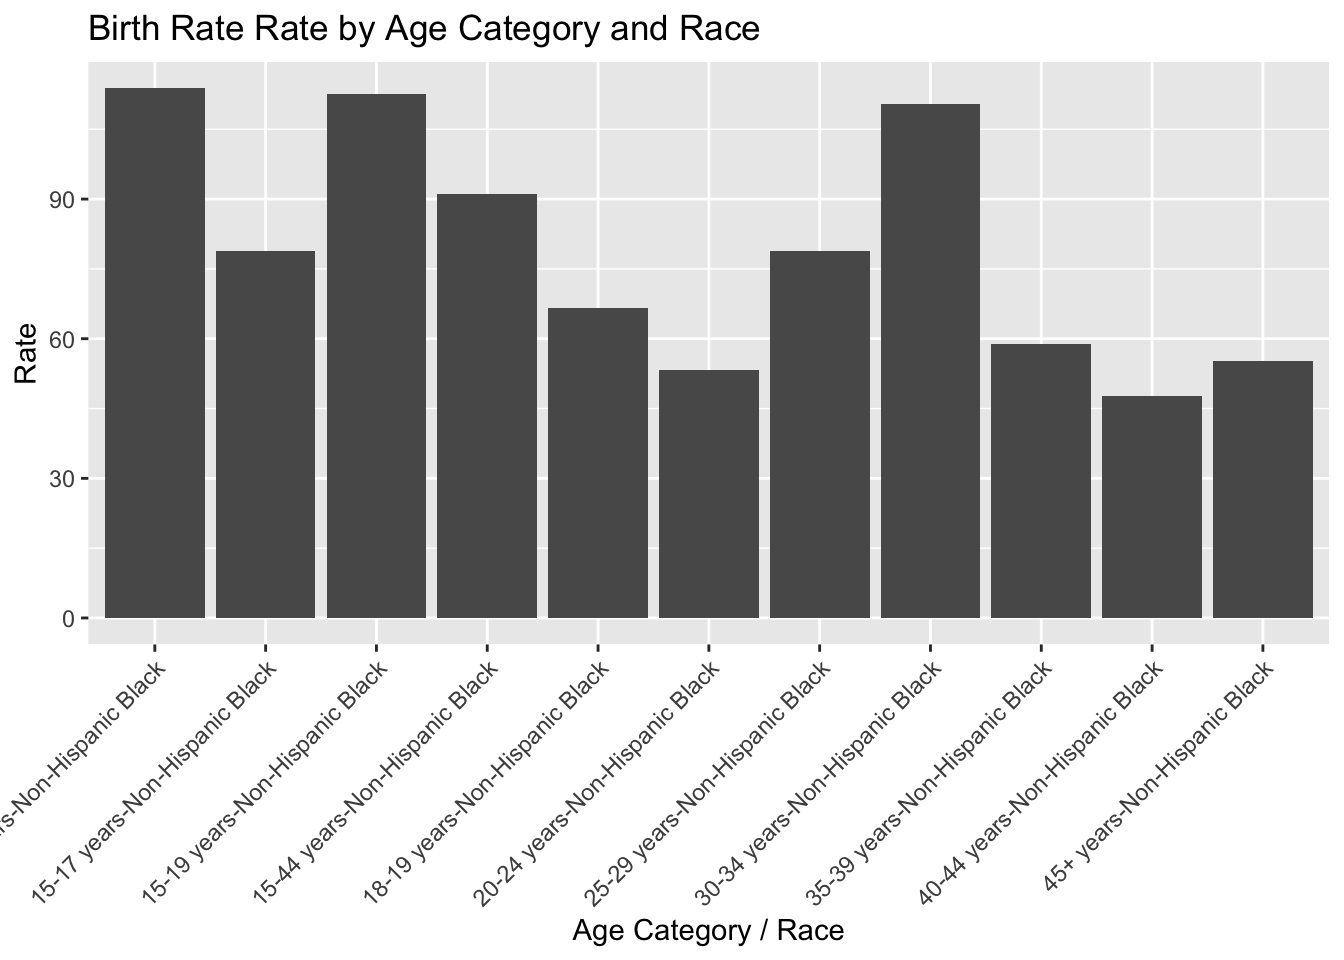 Birth Rate Rate by Age Category and Race
Rate
90
60
30
0
-Non-Hispanic Black
15-17 years-Non-Hispanic Black
15-19 years-Non-Hispanic Black
15-44 years-Non-Hispanic Black
18-19 years-Non-Hispanic Black
20-24 years-Non-Hispanic Black
25-29 years-Non-Hispanic Black
30-34 years-Non-Hispanic Black
35-39 years-Non-Hispanic Black
40-44 years-Non-Hispanic Black
45+ years-Non-Hispanic Black
Age Category / Race